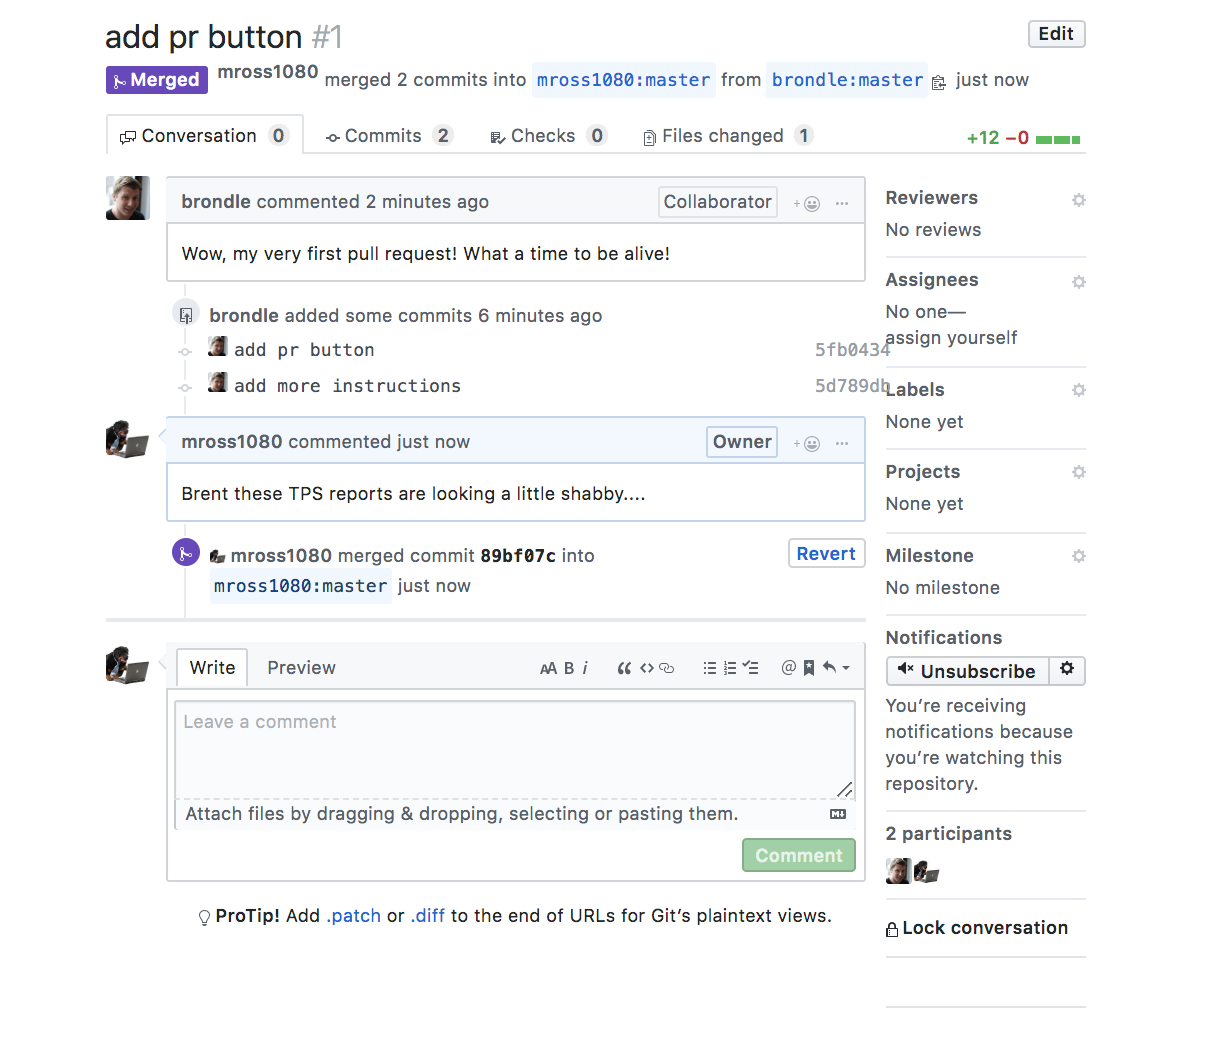 add pr button #1
Edit
Merged mross1080 merged 2 commits into mross1080:master from brondle:master just now
Conversation 0 Commits 2 Checks 0 Files changed 1 +12 −0
brondle commented 2 minutes ago Collaborator + ...
Wow, my very first pull request! What a time to be alive!
brondle added some commits 6 minutes ago
add pr button 5fb0434
add more instructions 5d789db
mross1080 commented just now Owner + ...
Brent these TPS reports are looking a little shabby....
mross1080 merged commit 89bf07c into Revert
mross1080:master just now
Write Preview AA B i @
Leave a comment
Attach files by dragging & dropping, selecting or pasting them.
Comment
ProTip! Add .patch or .diff to the end of URLs for Git’s plaintext views.
Reviewers
No reviews
Assignees
No one—
assign yourself
Labels
None yet
Projects
None yet
Milestone
No milestone
Notifications
Unsubscribe
You’re receiving
notifications because
you’re watching this
repository.
2 participants
Lock conversation